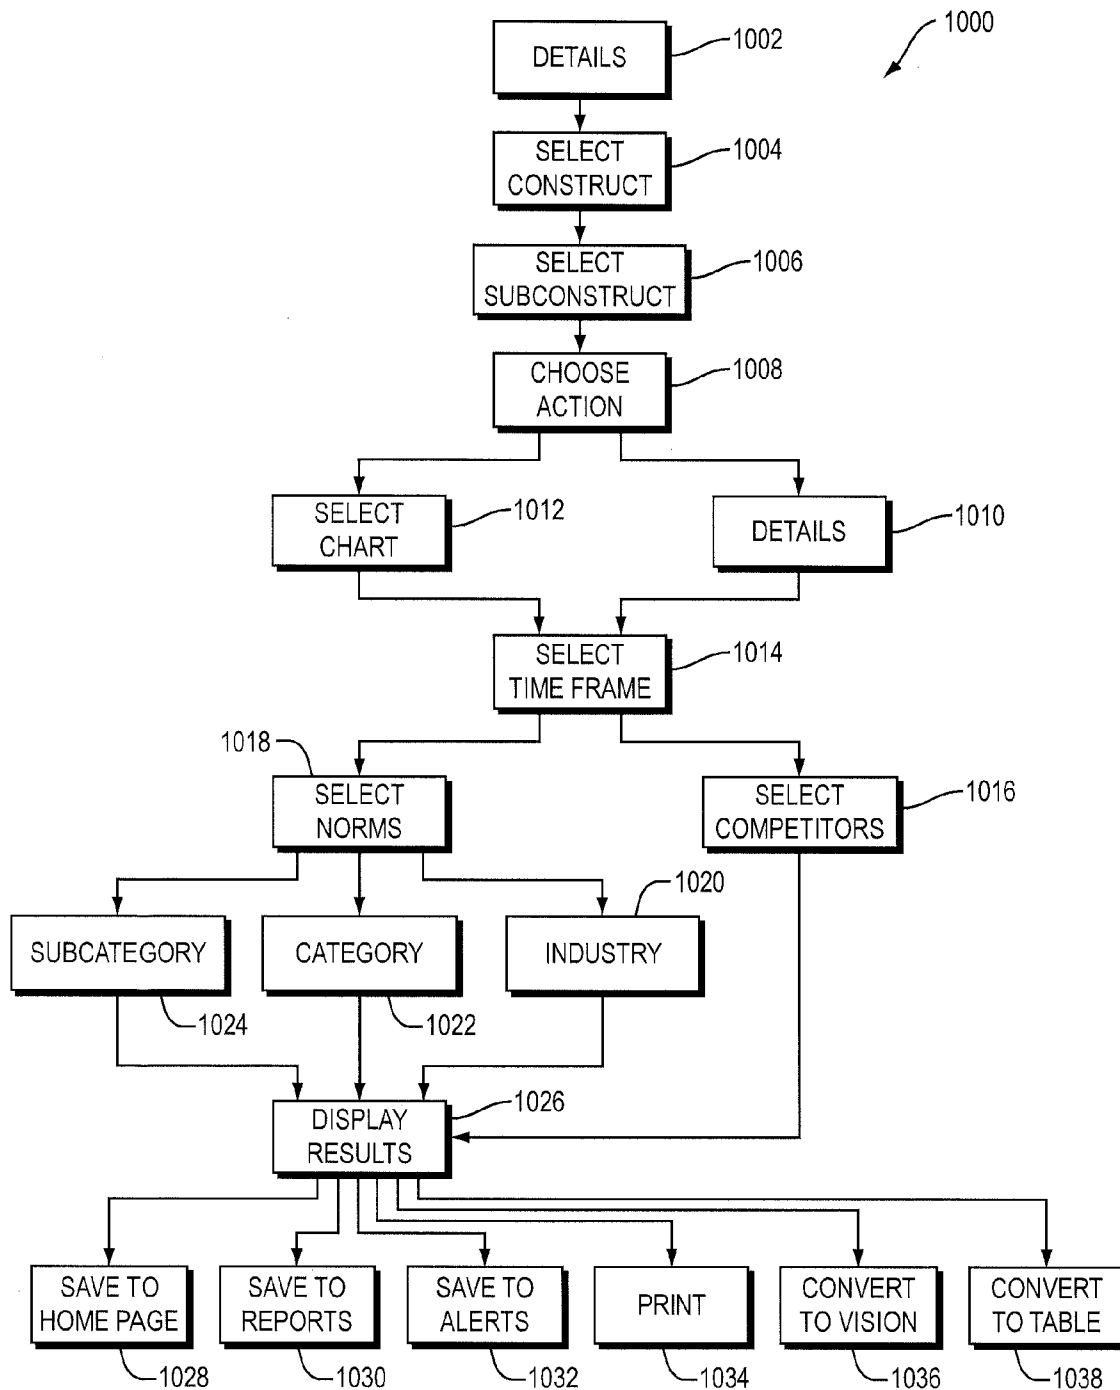 1000
DETAILS
1002
SELECT
CONSTRUCT
1004
SELECT
SUBCONSTRUCT
1006
CHOOSE
ACTION
1008
SELECT
CHART
1012
DETAILS
1010
SELECT
TIME FRAME
1014
1018
SELECT
NORMS
SELECT
COMPETITORS
1016
1020
SUBCATEGORY
CATEGORY
INDUSTRY
1024
1022
DISPLAY
RESULTS
1026
SAVE TO
HOME PAGE
SAVE TO
REPORTS
SAVE TO
ALERTS
PRINT
CONVERT
TO VISION
CONVERT
TO TABLE
1028
1030
1032
1034
1036
1038